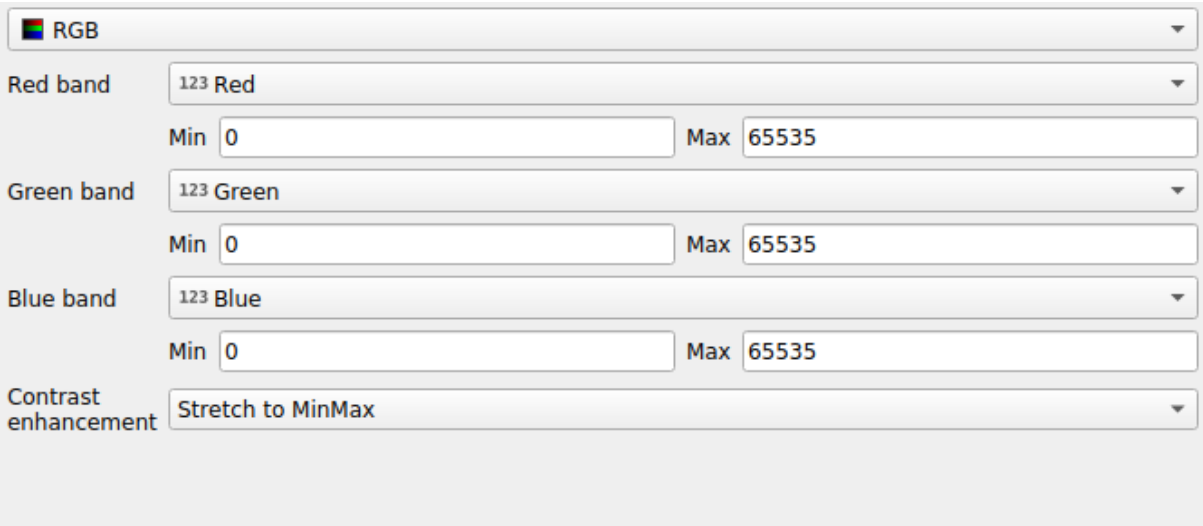 RGB
Red band 123 Red
Min 0 Max 65535
Green band 123 Green
Min 0 Max 65535
Blue band 123 Blue
Min 0 Max 65535
Contrast
enhancement Stretch to MinMax